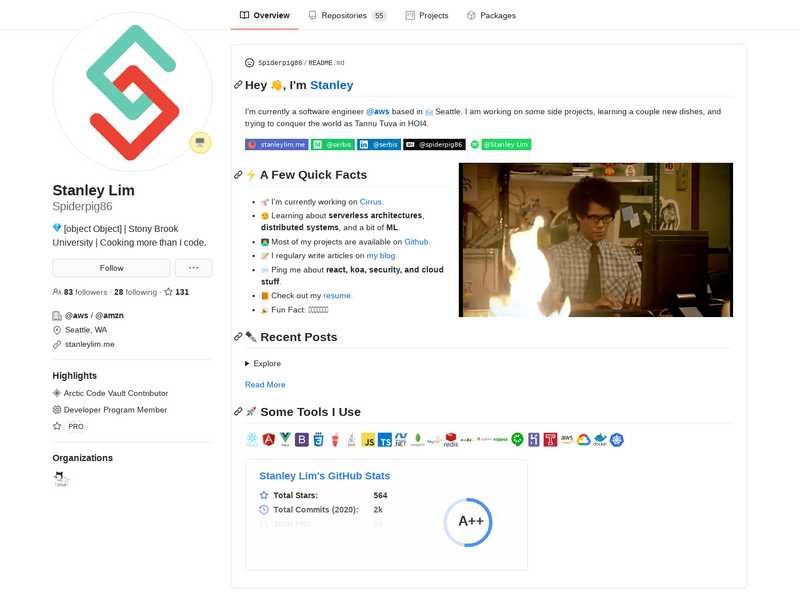 Overview
Repositories 55
Projects
Packages
Stanley Lim
Spiderpig86
[object Object] | Stony Brook
University | Cooking more than I code.
Follow
83 followers · 28 following · 131
@aws / @amzn
Seattle, WA
stanleylim.me
Highlights
Arctic Code Vault Contributor
Developer Program Member
PRO
Organizations
Spiderpig86 / README.md
Hey 👋, I'm Stanley
I'm currently a software engineer @aws based in Seattle. I am working on some side projects, learning a couple new dishes, and
trying to conquer the world as Tannu Tuva in HOI4.
stanleylim.me
@serbis
@serbis
@spiderpig86
@Stanley Lim
⚡ A Few Quick Facts
I'm currently working on Cirrus.
Learning about serverless architectures,
distributed systems, and a bit of ML.
Most of my projects are available on Github.
I regulary write articles on my blog.
Ping me about react, koa, security, and cloud
stuff.
Check out my resume.
Fun Fact:
Recent Posts
Explore
Read More
Some Tools I Use
JS
TS
.NET
redis
aws
docker
Stanley Lim's GitHub Stats
Total Stars: 564
Total Commits (2020): 2k
A++